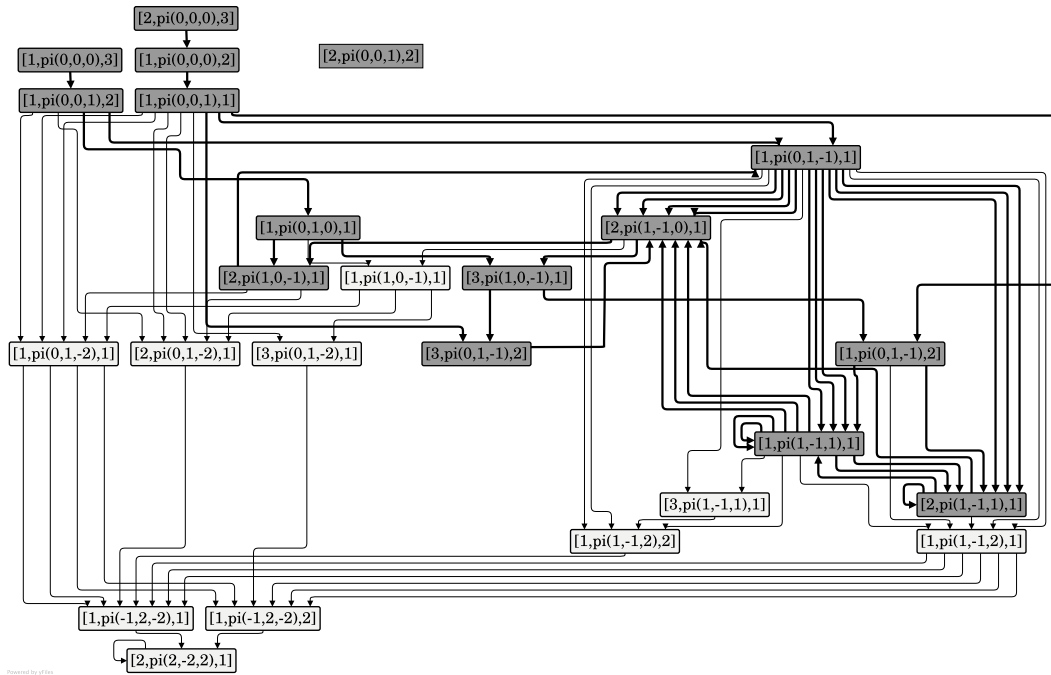 [2,pi(0,0,0),3]
[1,pi(0,0,0),3]
[1,pi(0,0,0),2]
[2,pi(0,0,1),2]
[1,pi(0,0,1),2]
[1,pi(0,0,1),1]
[1,pi(0,1,-1),1]
[1,pi(0,1,0),1]
[2,pi(1,-1,0),1]
[2,pi(1,0,-1),1]
[1,pi(1,0,-1),1]
[3,pi(1,0,-1),1]
[1,pi(0,1,-2),1]
[2,pi(0,1,-2),1]
[3,pi(0,1,-2),1]
[3,pi(0,1,-1),2]
[1,pi(0,1,-1),2]
[1,pi(1,-1,1),1]
[3,pi(1,-1,1),1]
[2,pi(1,-1,1),1]
[1,pi(1,-1,2),2]
[1,pi(1,-1,2),1]
[1,pi(-1,2,-2),1]
[1,pi(-1,2,-2),2]
[2,pi(2,-2,2),1]
Powered by yFiles